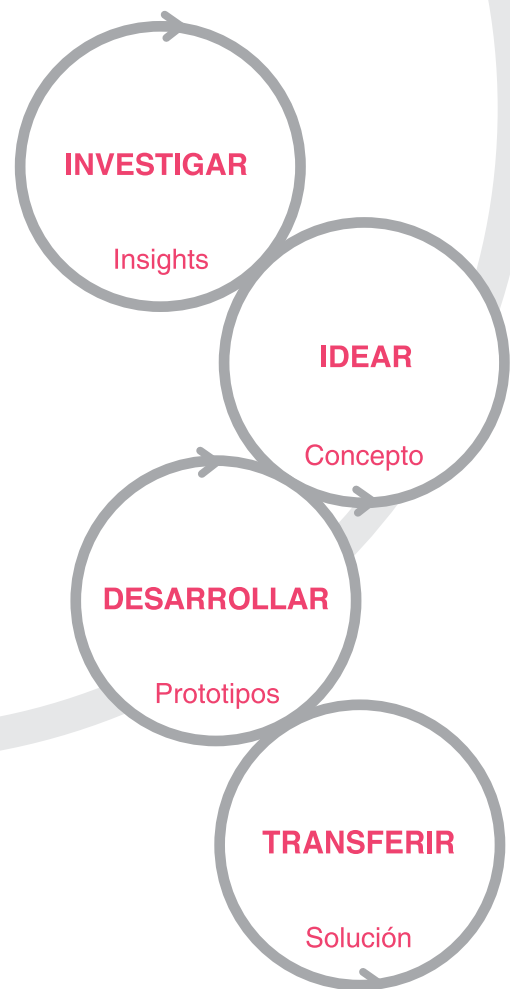 INVESTIGAR
Insights
IDEAR
Concepto
DESARROLLAR
Prototipos
TRANSFERIR
Solución